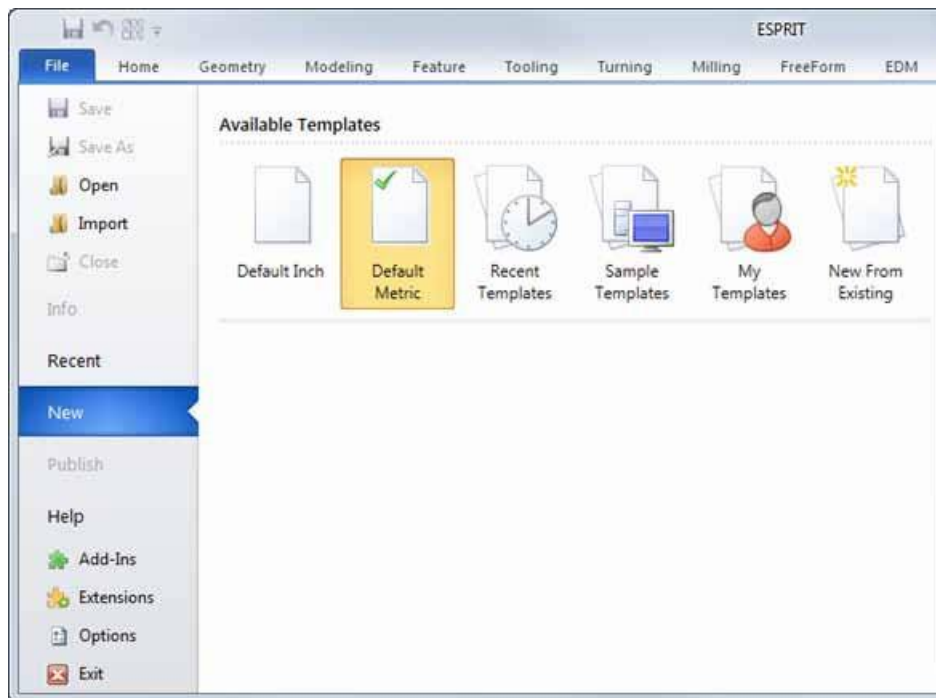 ESPRIT
File Home Geometry Modeling Feature Tooling Turning Milling FreeForm EDM
Save
Save As
Open
Import
Close
Info
Recent
New
Publish
Help
Add-Ins
Extensions
Options
Exit
Available Templates
Default Inch
Default
Metric
Recent
Templates
Sample
Templates
My
Templates
New From
Existing